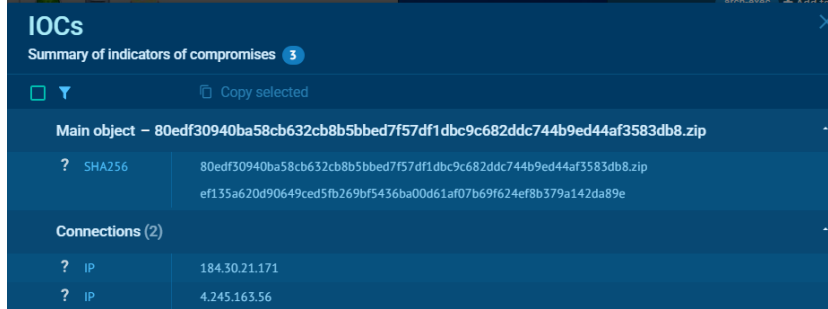 IOCs
Summary of indicators of compromises 3
Copy selected
Main object – 80edf30940ba58cb632cb8b5bbed7f57df1dbc9c682ddc744b9ed44af3583db8.zip
? SHA256 80edf30940ba58cb632cb8b5bbed7f57df1dbc9c682ddc744b9ed44af3583db8.zip
ef135a620d90649ced5fb269bf5436ba00d61af07b69f624ef8b379a142da89e
Connections (2)
? IP 184.30.21.171
? IP 4.245.163.56